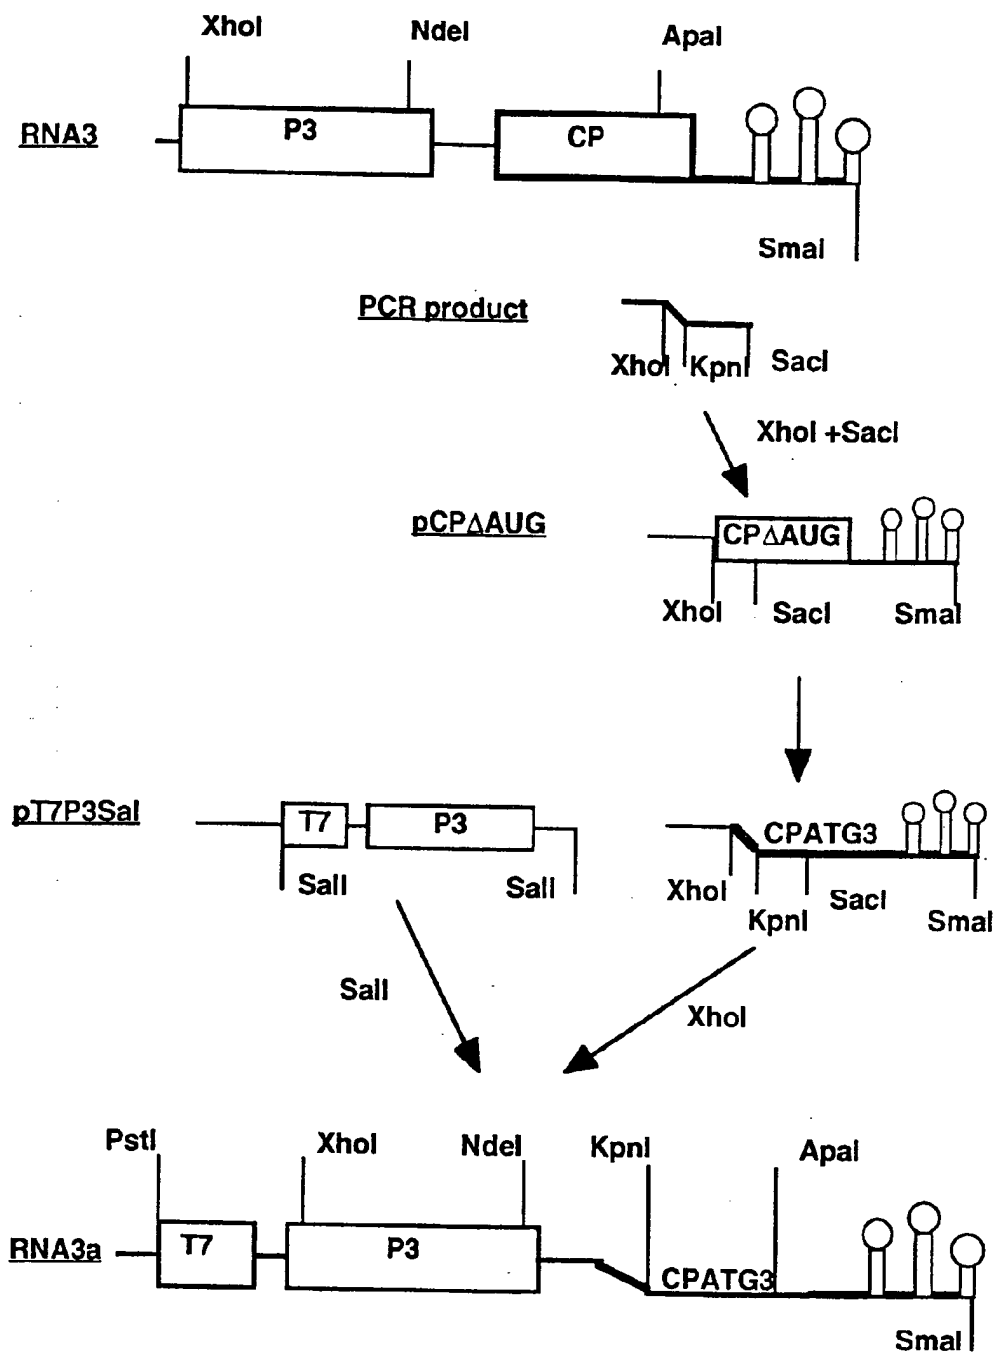 XhoI
NdeI
ApaI
RNA3
P3
CP
SmaI
PCR product
XhoI
KpnI
SacI
XhoI +SacI
pCPΔAUG
CPΔAUG
XhoI
SacI
SmaI
pT7P3Sal
T7
P3
CPATG3
SalI
SalI
XhoI
KpnI
SacI
SmaI
SalI
XhoI
PstI
XhoI
NdeI
KpnI
ApaI
RNA3a
T7
P3
CPATG3
SmaI